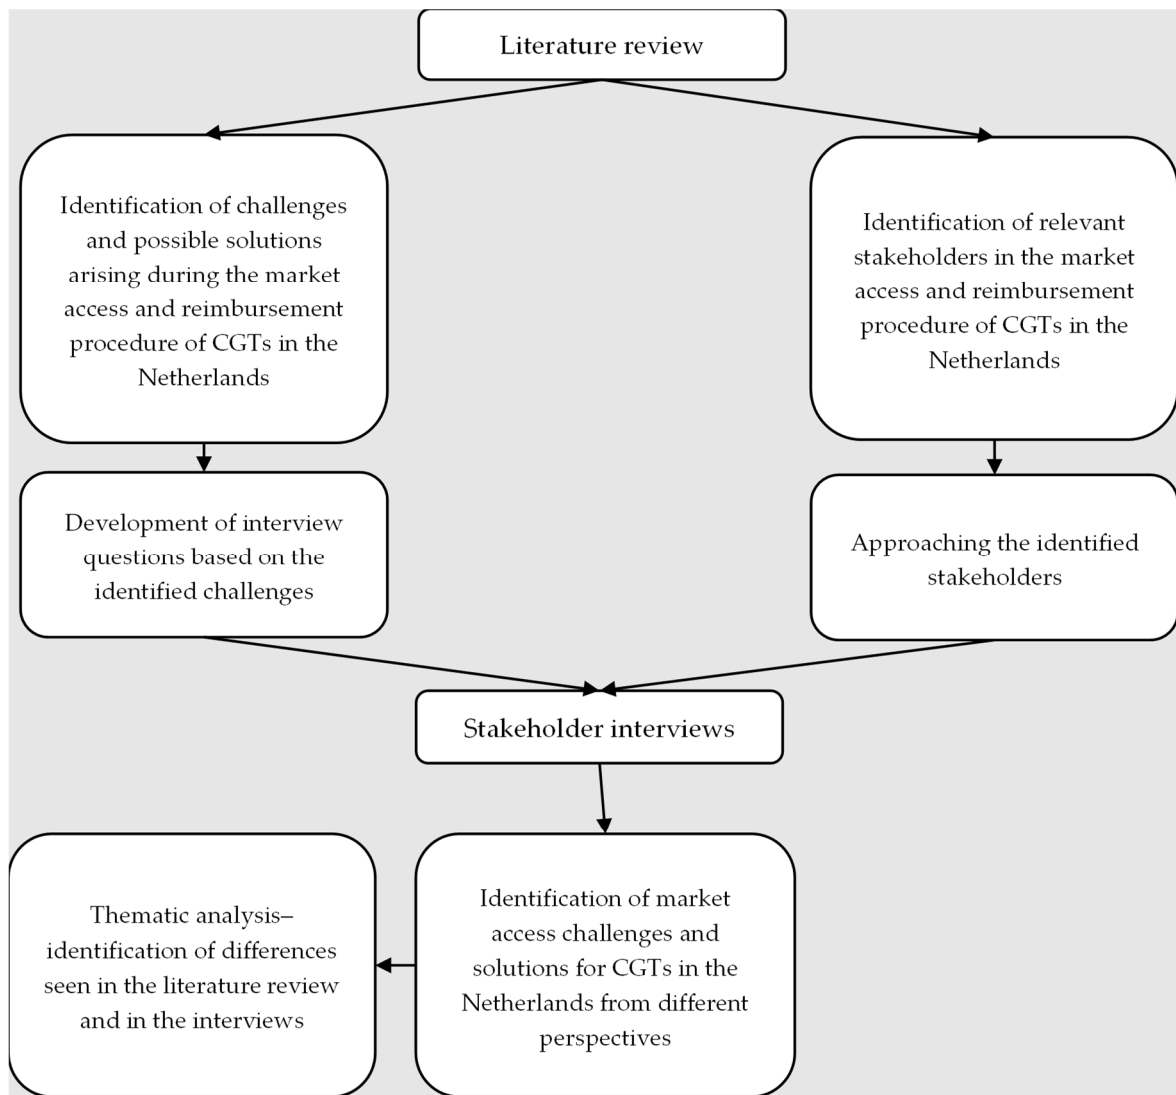 Literature review
Identification of challenges
and possible solutions
arising during the market
access and reimbursement
procedure of CGTs in the
Netherlands
Identification of relevant
stakeholders in the market
access and reimbursement
procedure of CGTs in the
Netherlands
Development of interview
questions based on the
identified challenges
Approaching the identified
stakeholders
Stakeholder interviews
Thematic analysis–
identification of differences
seen in the literature review
and in the interviews
Identification of market
access challenges and
solutions for CGTs in the
Netherlands from different
perspectives